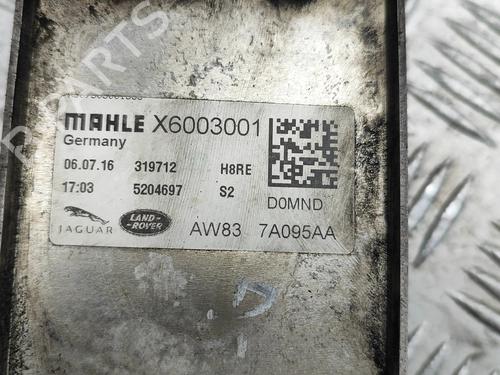 MAHLE X6003001
Germany
06.07.16 319712 H8RE
17:03 5204697 S2
D0MND
JAGUAR LAND- ROVER AW83 7A095AA